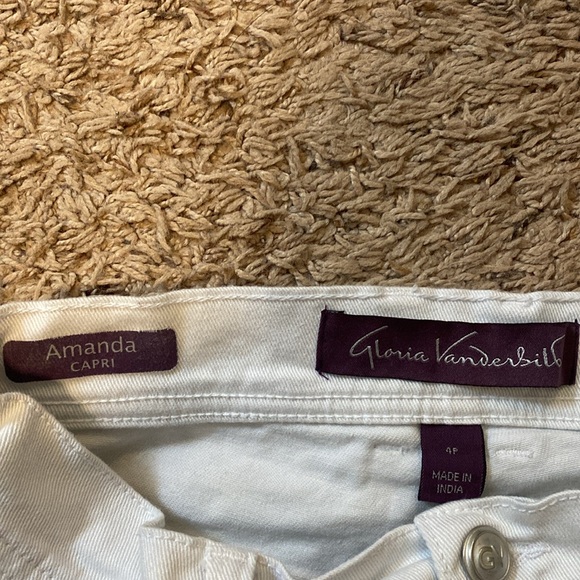 Amanda
CAPRI
Gloria Vanderbilt
4P
MADE IN
INDIA
G